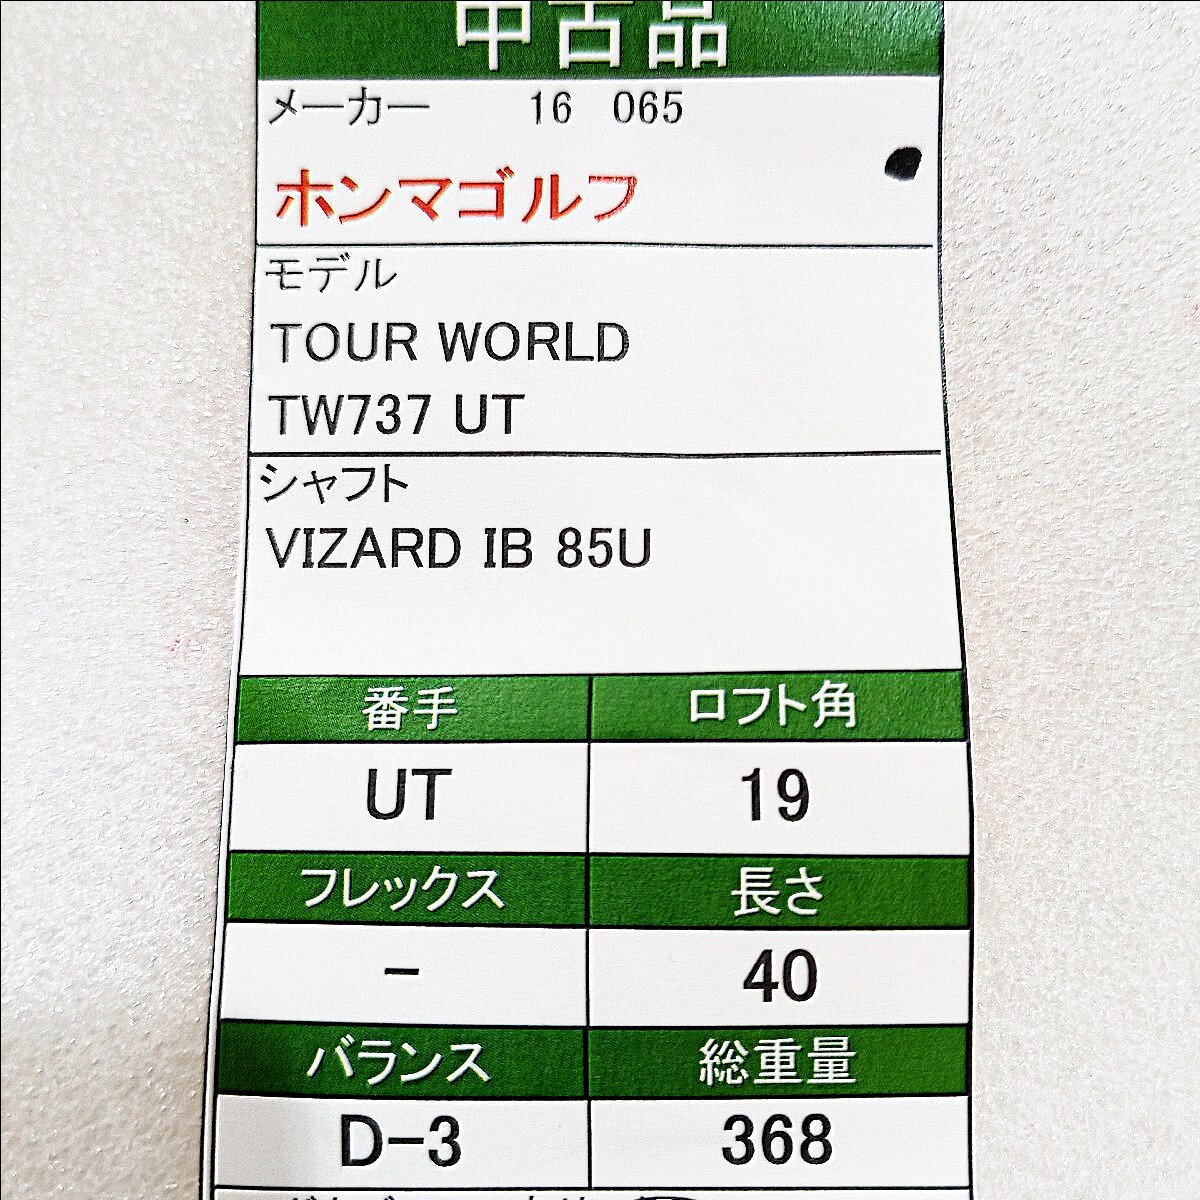 中古品
メーカー 16 065
ホンマゴルフ
モデル
TOUR WORLD
TW737 UT
シャフト
VIZARD IB 85U
番手 ロフト角
UT 19
フレックス 長さ
- 40
バランス 総重量
D-3 368